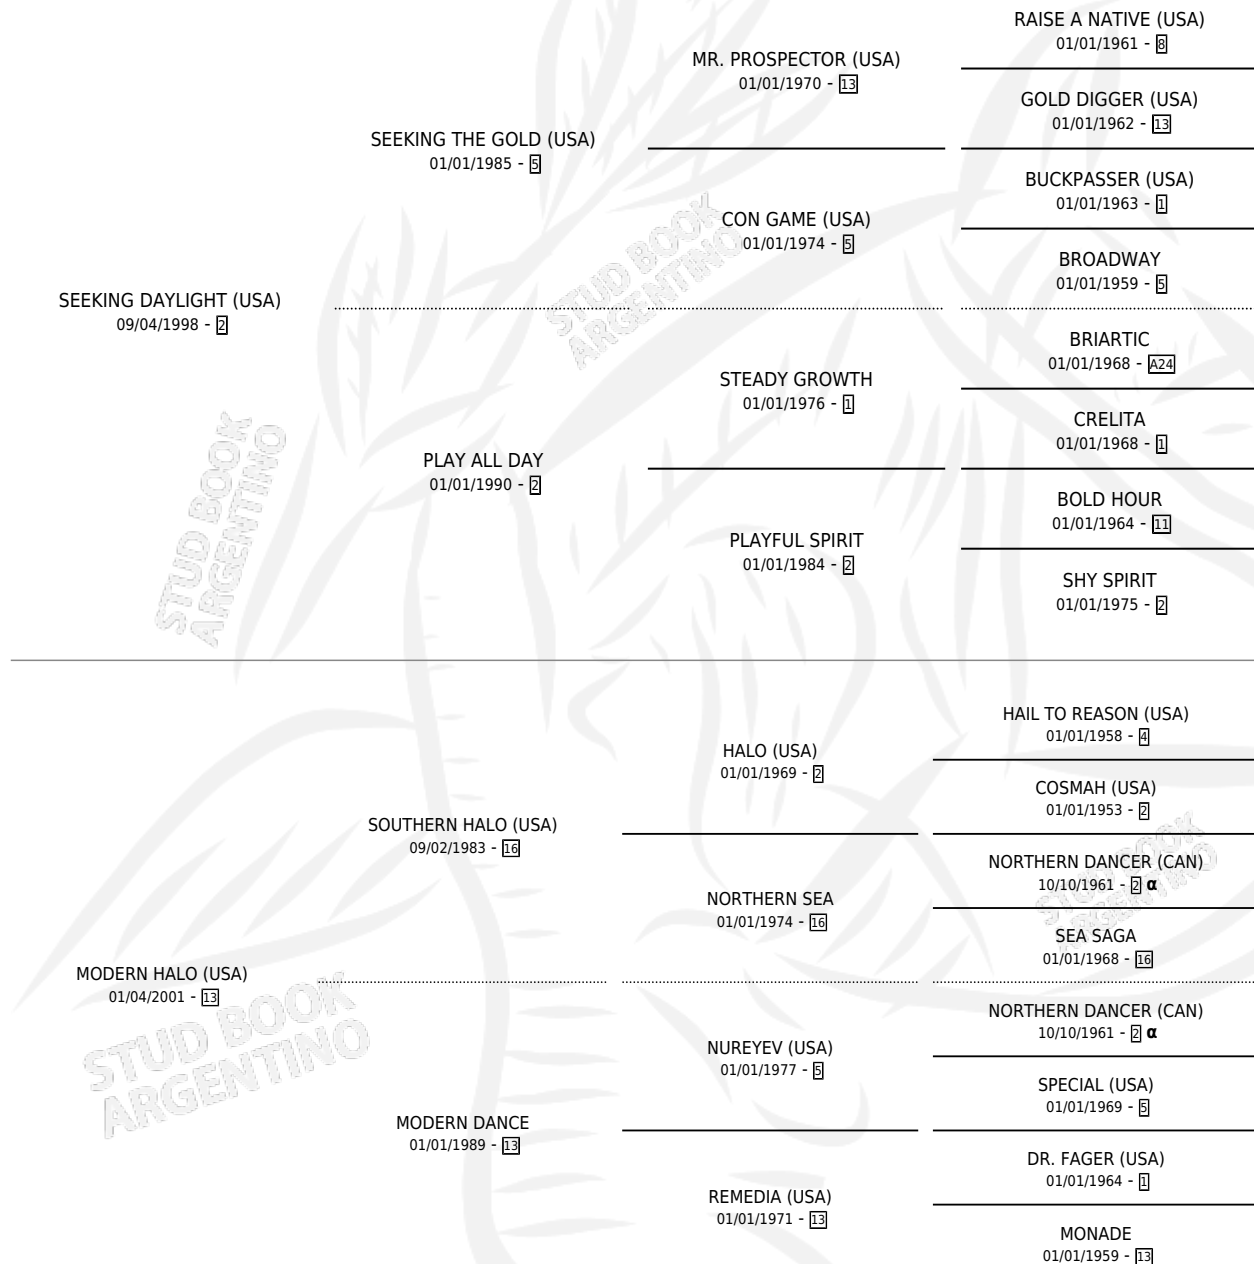 RAISE A NATIVE (USA)
01/01/1961 - 8
MR. PROSPECTOR (USA)
01/01/1970 - 13
GOLD DIGGER (USA)
01/01/1962 - 13
SEEKING THE GOLD (USA)
01/01/1985 - 5
BUCKPASSER (USA)
01/01/1963 - 1
CON GAME (USA)
01/01/1974 - 5
BROADWAY
01/01/1959 - 5
SEEKING DAYLIGHT (USA)
09/04/1998 - 2
BRIARTIC
01/01/1968 - A24
STEADY GROWTH
01/01/1976 - 1
CRELITA
01/01/1968 - 1
PLAY ALL DAY
01/01/1990 - 2
BOLD HOUR
01/01/1964 - 11
PLAYFUL SPIRIT
01/01/1984 - 2
SHY SPIRIT
01/01/1975 - 2
HAIL TO REASON (USA)
01/01/1958 - 4
HALO (USA)
01/01/1969 - 2
COSMAH (USA)
01/01/1953 - 2
SOUTHERN HALO (USA)
09/02/1983 - 16
NORTHERN DANCER (CAN)
10/10/1961 - 2 α
NORTHERN SEA
01/01/1974 - 16
SEA SAGA
01/01/1968 - 16
MODERN HALO (USA)
01/04/2001 - 13
NORTHERN DANCER (CAN)
10/10/1961 - 2 α
NUREYEV (USA)
01/01/1977 - 5
SPECIAL (USA)
01/01/1969 - 5
MODERN DANCE
01/01/1989 - 13
DR. FAGER (USA)
01/01/1964 - 1
REMEDIA (USA)
01/01/1971 - 13
MONADE
01/01/1959 - 13
STUD BOOK
ARGENTINO
STUD BOOK
ARGENTINO
STUD BOOK
ARGENTINO
STUD BOOK
ARGENTINO